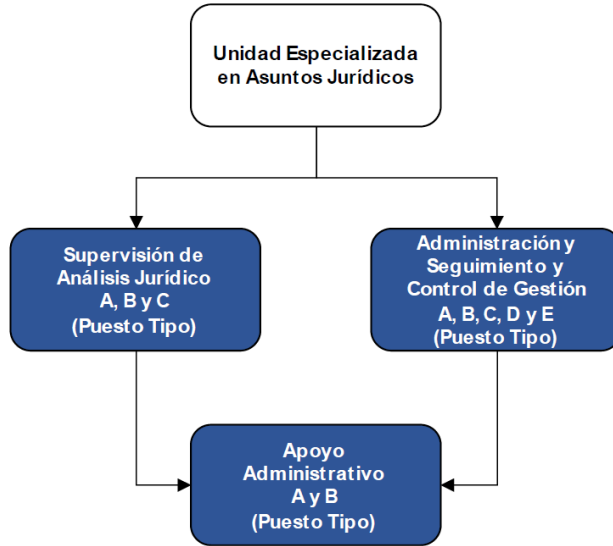 Unidad Especializada
en Asuntos Jurídicos
Supervisión de
Análisis Jurídico
A, B y C
(Puesto Tipo)
Administración y
Seguimiento y
Control de Gestión
A, B, C, D y E
(Puesto Tipo)
Apoyo
Administrativo
A y B
(Puesto Tipo)